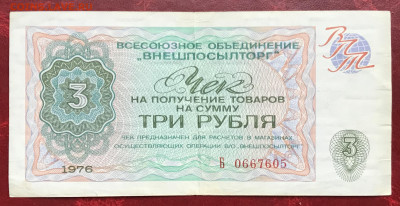 ВСЕСОЮЗНОЕ ОБЪЕДИНЕНИЕ
"ВНЕШПОСЫЛТОРГ"
ВПТ
Чек
НА ПОЛУЧЕНИЕ ТОВАРОВ
НА СУММУ
3
ТРИ РУБЛЯ
ЧЕК ПРЕДНАЗНАЧЕН ДЛЯ РАСЧЕТОВ В МАГАЗИНАХ
ОСУЩЕСТВЛЯЮЩИХ ОПЕРАЦИИ В/О „ВНЕШПОСЫЛТОРГ"
3
1976
Б 0667605